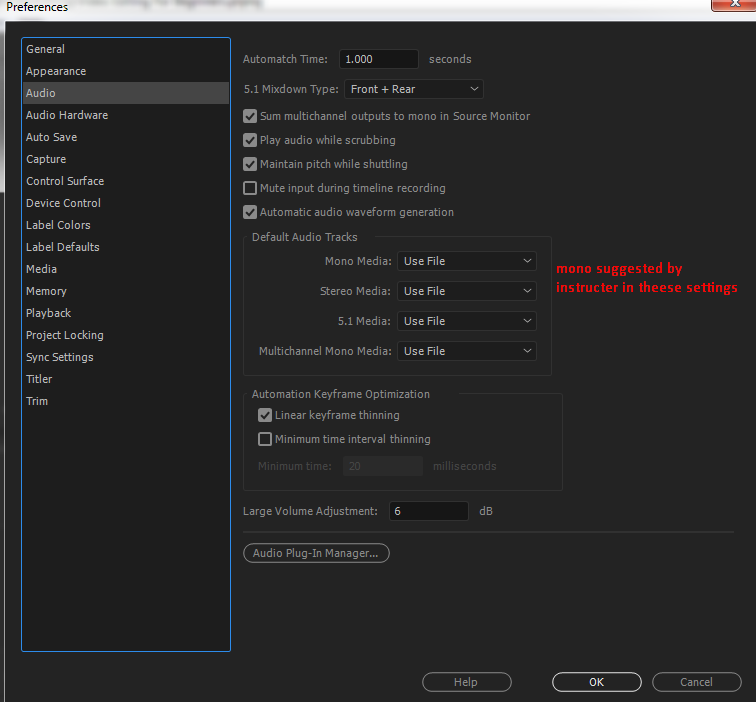 Preferences
General
Appearance
Audio
Audio Hardware
Auto Save
Capture
Control Surface
Device Control
Label Colors
Label Defaults
Media
Memory
Playback
Project Locking
Sync Settings
Titler
Trim
Automatch Time: 1.000 seconds
5.1 Mixdown Type: Front + Rear
Sum multichannel outputs to mono in Source Monitor
Play audio while scrubbing
Maintain pitch while shuttling
Mute input during timeline recording
Automatic audio waveform generation
Default Audio Tracks
Mono Media: Use File
Stereo Media: Use File
5.1 Media: Use File
Multichannel Mono Media: Use File
mono suggested by
instructer in theese settings
Automation Keyframe Optimization
Linear keyframe thinning
Minimum time interval thinning
Minimum time: 20 milliseconds
Large Volume Adjustment: 6 dB
Audio Plug-In Manager...
Help OK Cancel